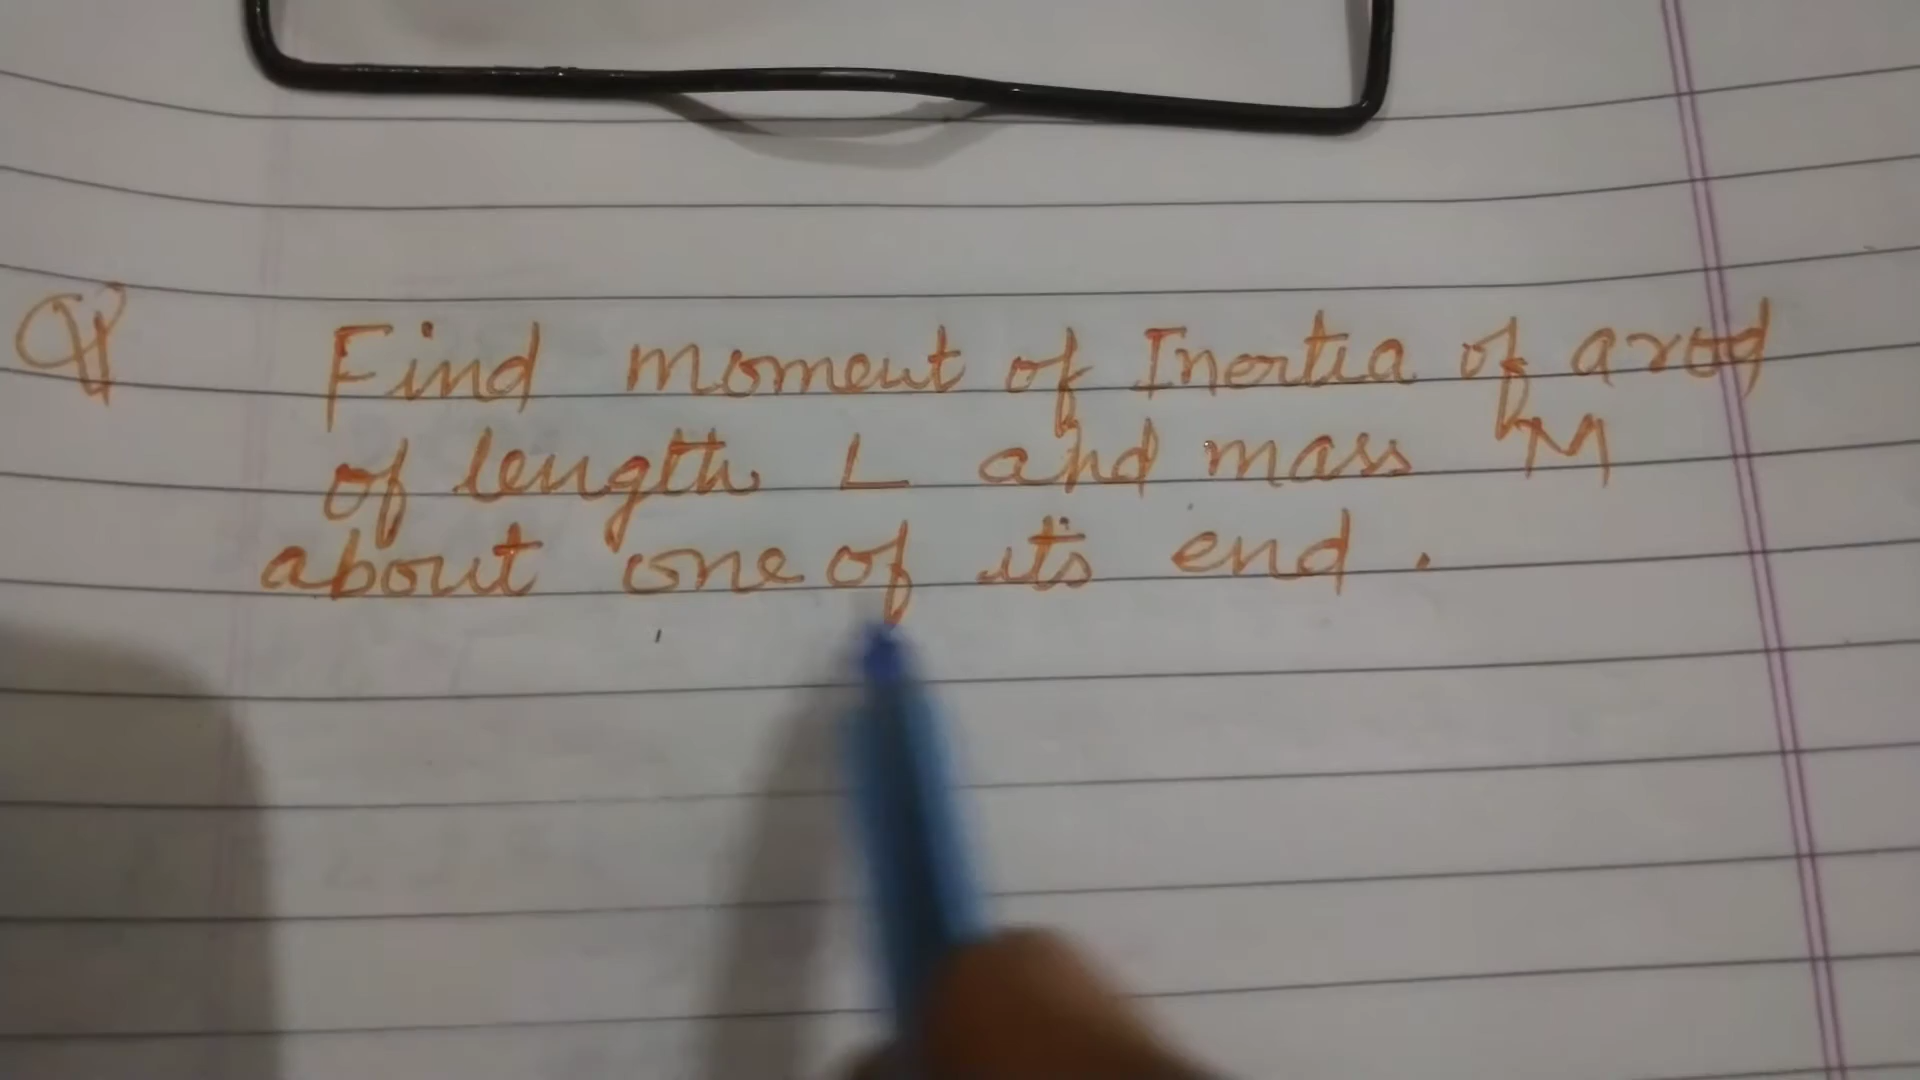 Q Find moment of Inertia of a rod
of length L and mass M
about one of its end.